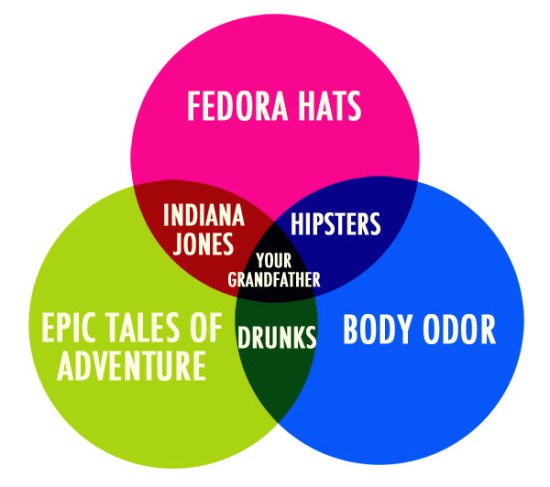 FEDORA HATS
INDIANA
JONES
HIPSTERS
YOUR
GRANDFATHER
EPIC TALES OF
ADVENTURE
DRUNKS
BODY ODOR